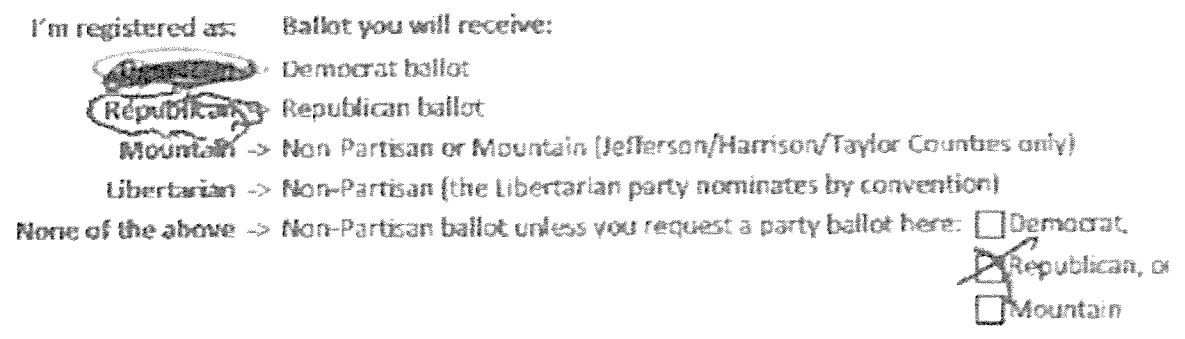 I'm registered as: Ballot you will receive:
-> Democrat ballot
Republican -> Republican ballot
Mountain -> Non Partisan or Mountain (Jefferson/Harrison/Taylor Counties only)
Libertarian -> Non-Partisan (the Libertarian party nominates by convention)
None of the above -> Non-Partisan ballot unless you request a party ballot here: Democrat,
Republican, or
Mountain